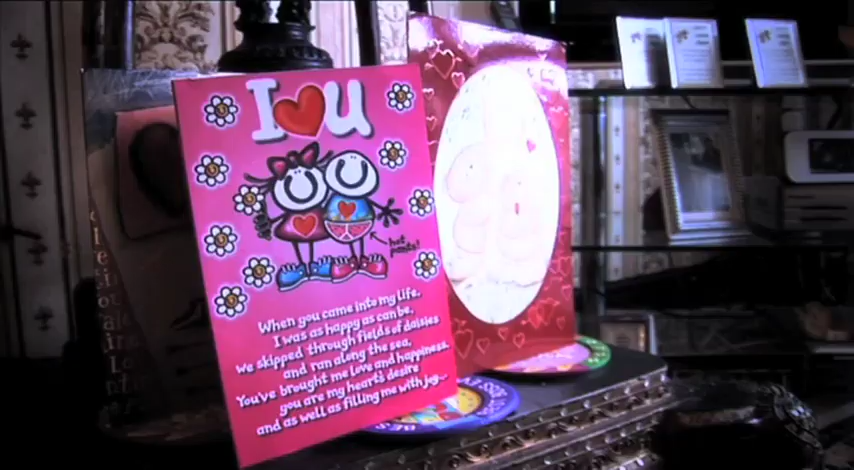 I U
hot
pants!
When you came into my life,
I was as happy as can be,
we skipped through fields of daisies
and ran along the sea.
You've brought me love and happiness,
you are my heart's desire
and as well as filling me with joy...